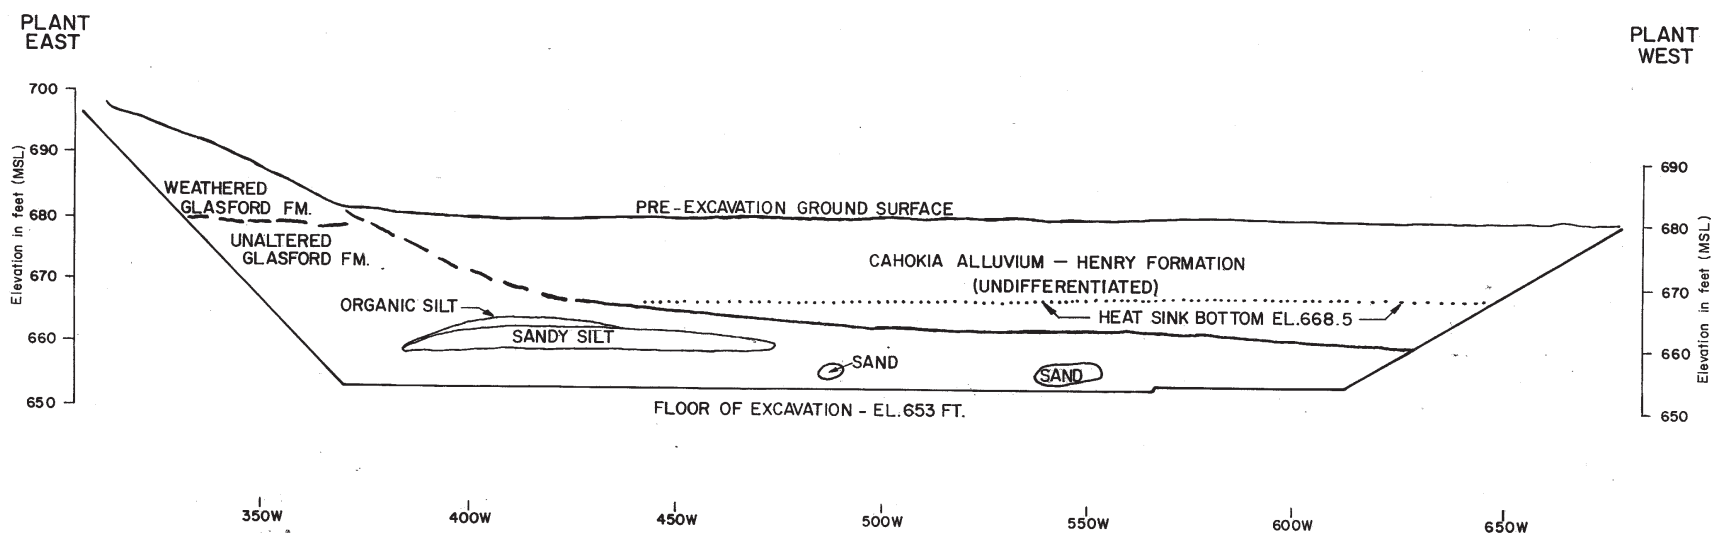 PLANT
EAST
PLANT
WEST
700
690
680
670
660
650
Elevation in feet (MSL)
690
680
670
660
650
Elevation in feet (MSL)
WEATHERED
GLASFORD FM.
UNALTERED
GLASFORD FM.
PRE-EXCAVATION GROUND SURFACE
CAHOKIA ALLUVIUM — HENRY FORMATION
(UNDIFFERENTIATED)
ORGANIC SILT
HEAT SINK BOTTOM EL.668.5
SANDY SILT
SAND
SAND
FLOOR OF EXCAVATION - EL.653 FT.
350W
400W
450W
500W
550W
600W
650W